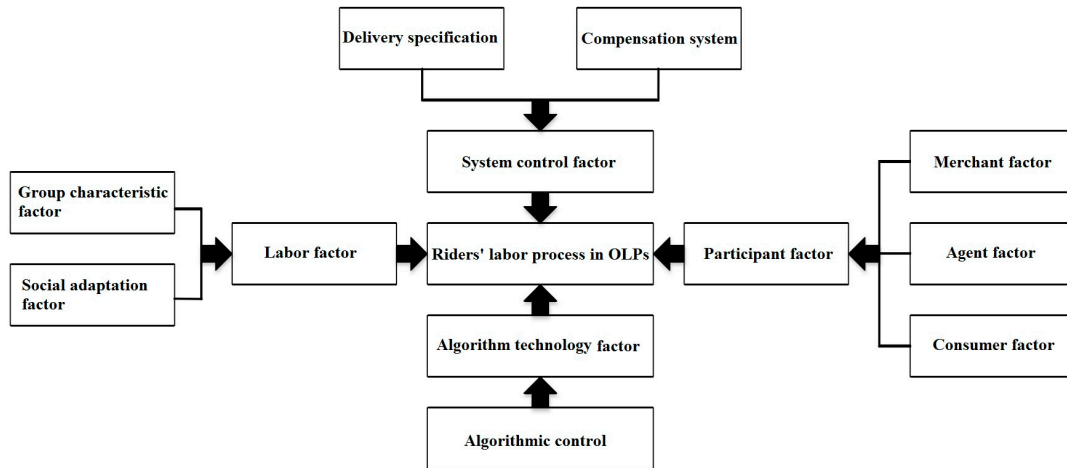 Delivery specification
Compensation system
System control factor
Merchant factor
Group characteristic
factor
Labor factor
Riders' labor process in OLPs
Participant factor
Agent factor
Social adaptation
factor
Algorithm technology factor
Consumer factor
Algorithmic control